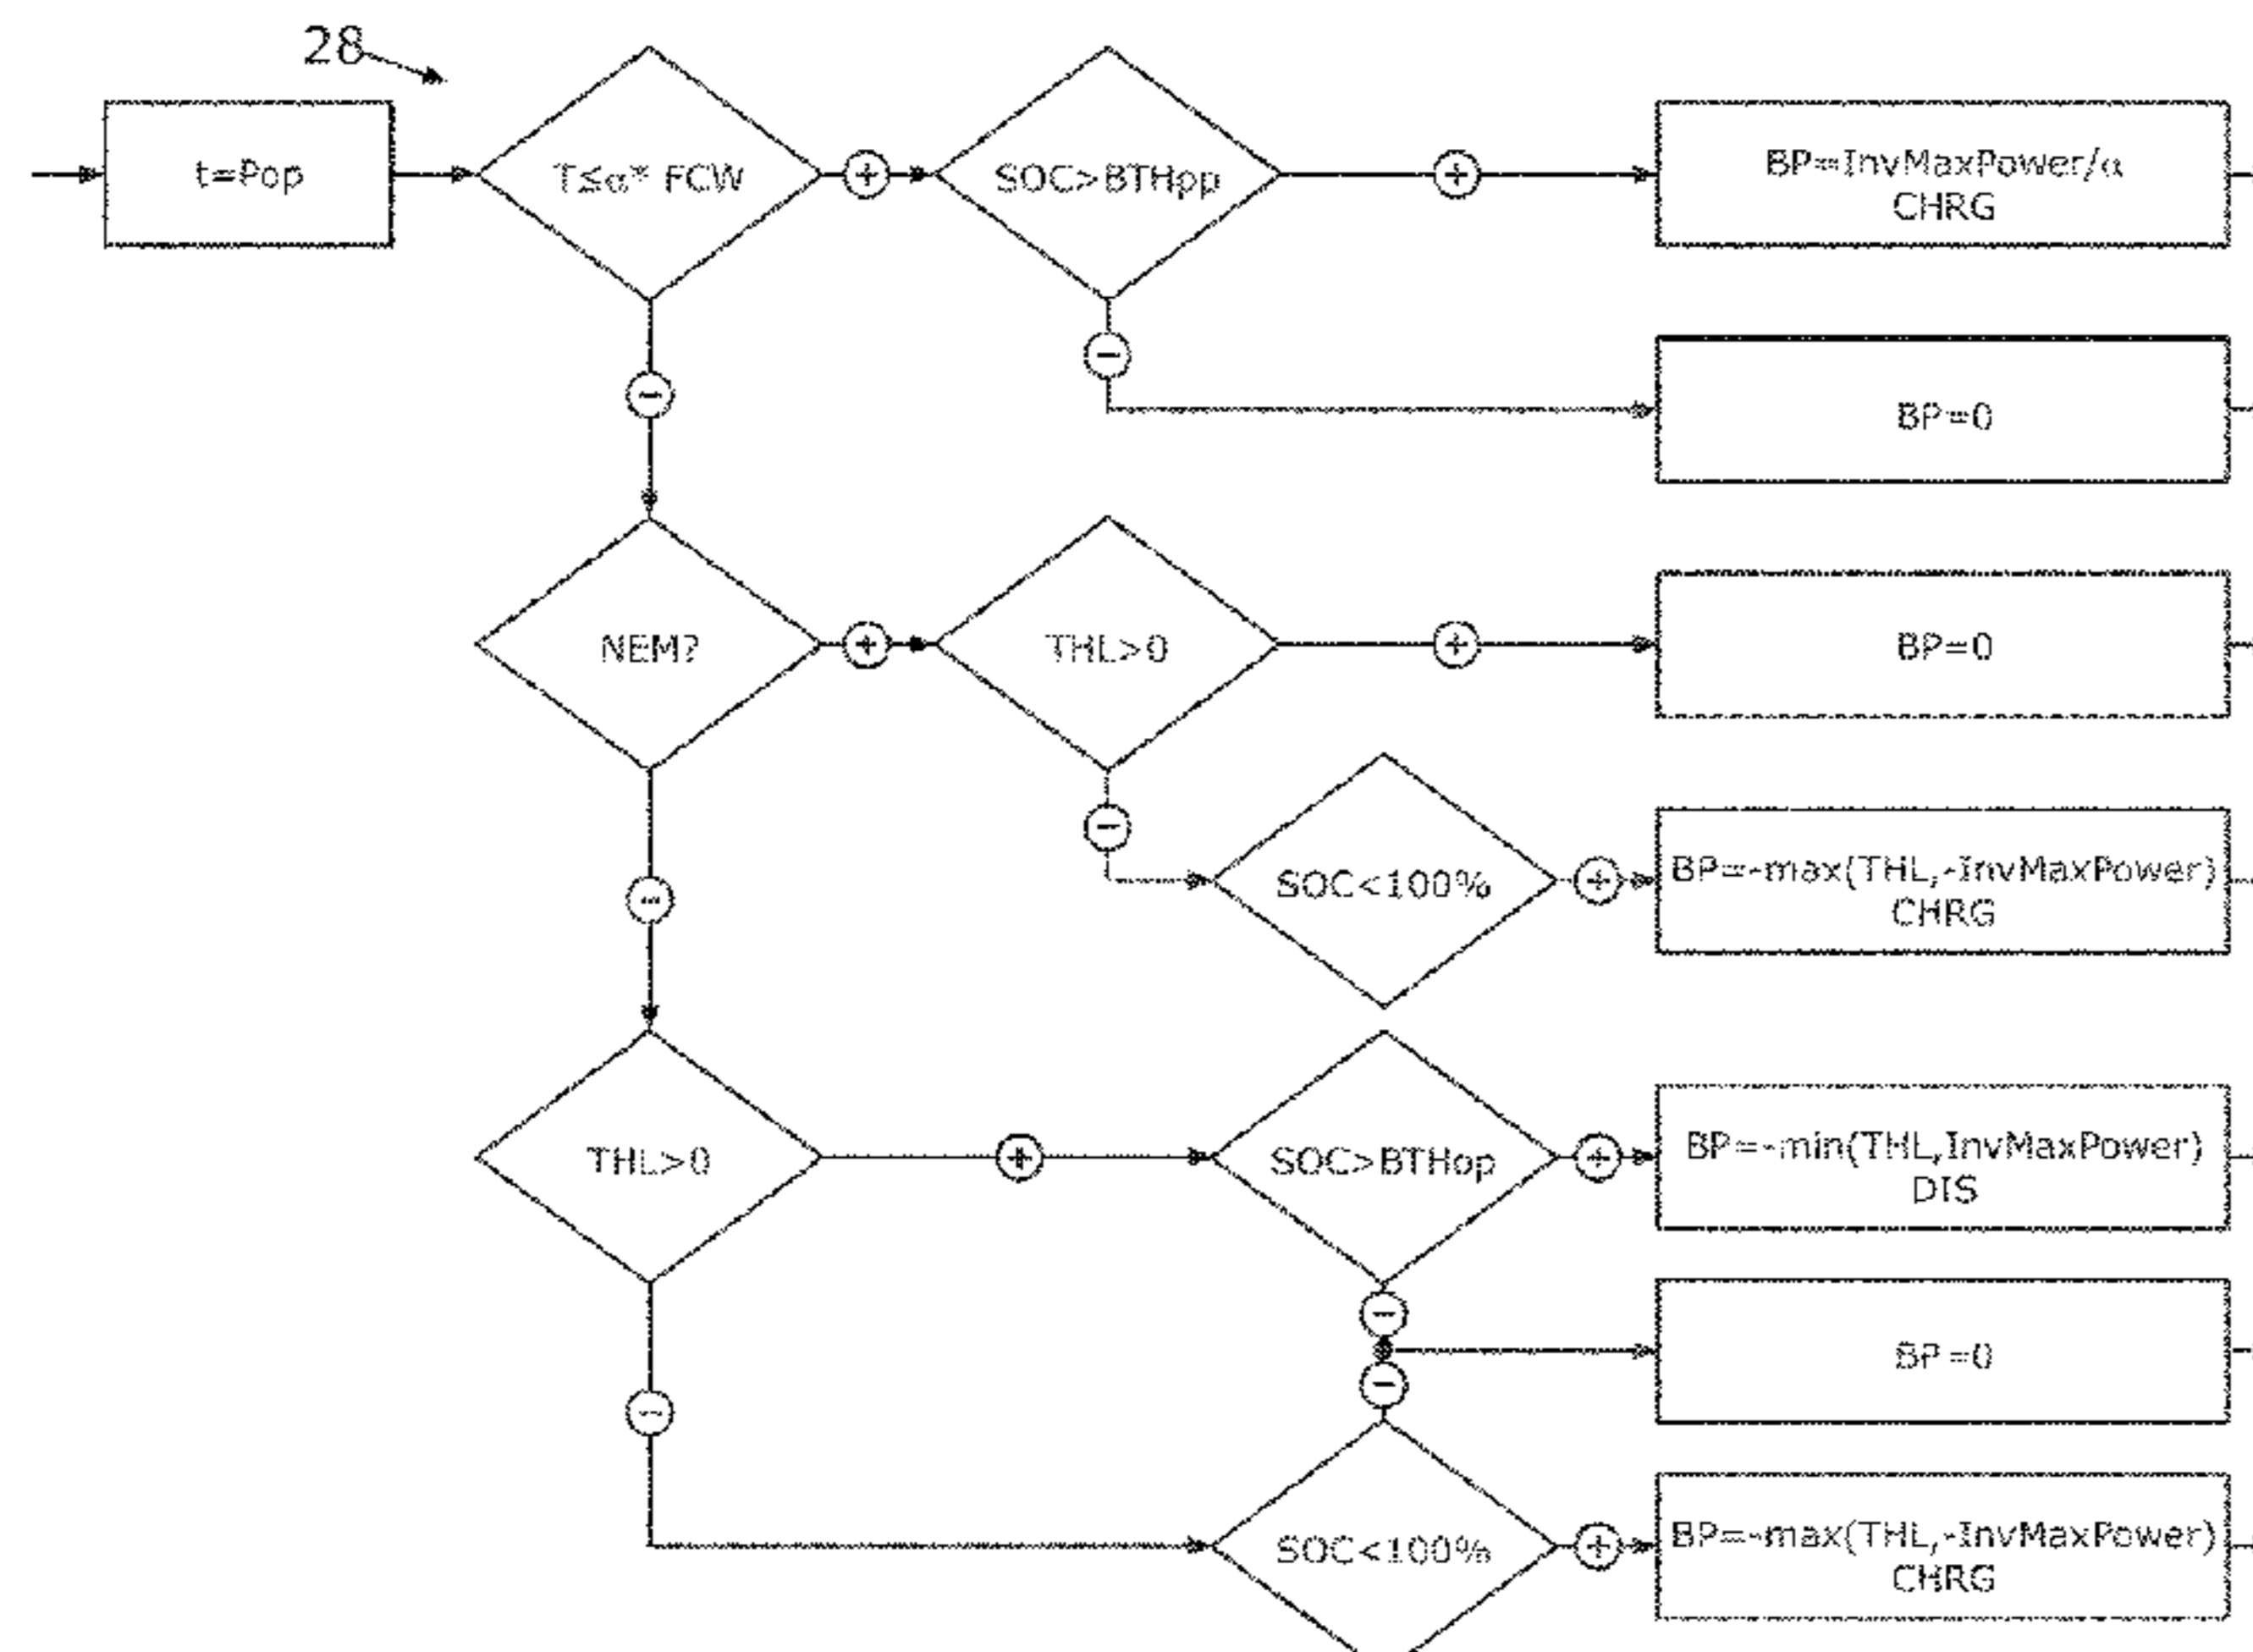 28
t=Pop
T≤α* FCW
+
SOC>BTHpp
+
BP=InvMaxPower/α
CHRG
−
−
BP=0
NEM?
+
THL>0
+
BP=0
−
−
SOC<100%
+
BP=-max(THL,-InvMaxPower)
CHRG
THL>0
+
SOC>BTHop
+
BP=-min(THL,InvMaxPower)
DIS
−
−
−
BP=0
SOC<100%
+
BP=-max(THL,-InvMaxPower)
CHRG